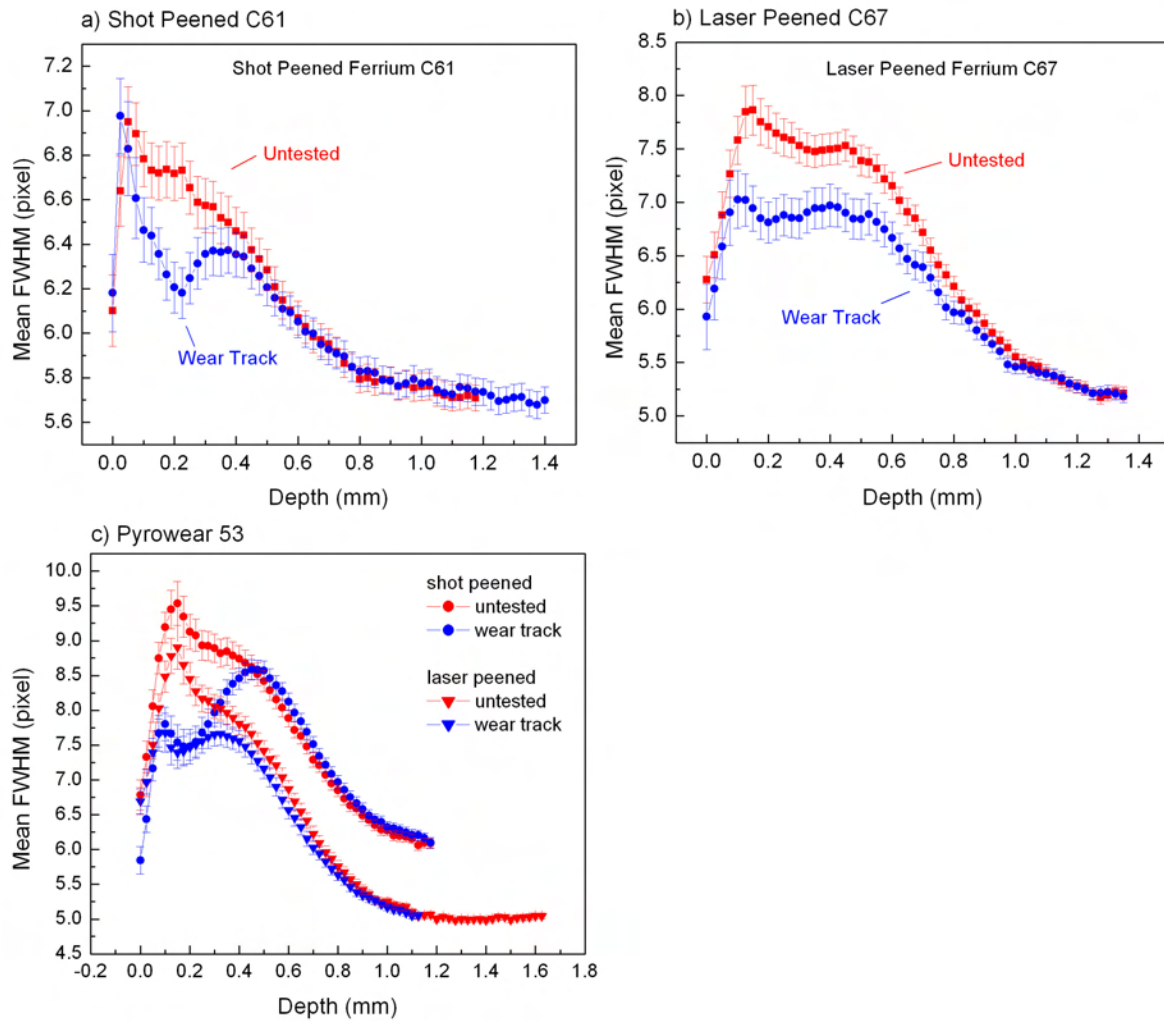 a) Shot Peened C61
Shot Peened Ferrium C61
7.2
7.0
6.8
6.6
6.4
6.2
6.0
5.8
5.6
Mean FWHM (pixel)
Untested
Wear Track
0.0 0.2 0.4 0.6 0.8 1.0 1.2 1.4
Depth (mm)
b) Laser Peened C67
Laser Peened Ferrium C67
8.5
8.0
7.5
7.0
6.5
6.0
5.5
5.0
Mean FWHM (pixel)
Untested
Wear Track
0.0 0.2 0.4 0.6 0.8 1.0 1.2 1.4
Depth (mm)
c) Pyrowear 53
10.0
9.5
9.0
8.5
8.0
7.5
7.0
6.5
6.0
5.5
5.0
4.5
Mean FWHM (pixel)
shot peened
untested
wear track
laser peened
untested
wear track
-0.2 0.0 0.2 0.4 0.6 0.8 1.0 1.2 1.4 1.6 1.8
Depth (mm)